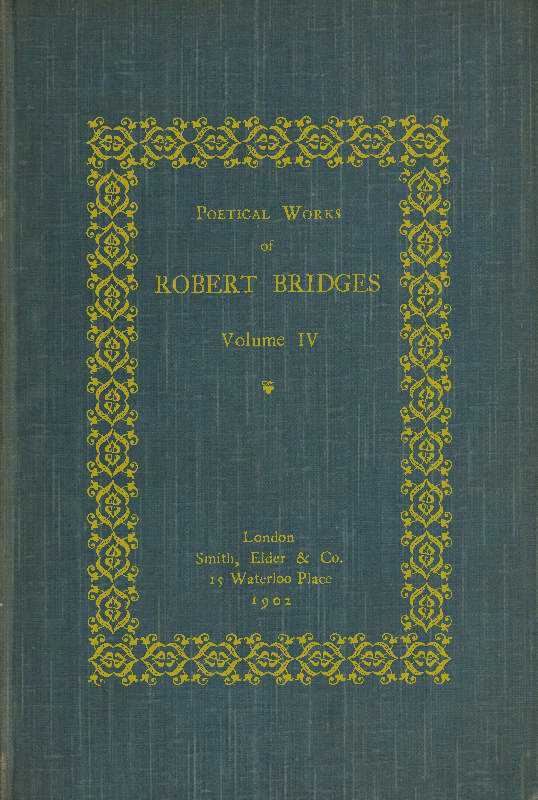 Poetical Works
of
ROBERT BRIDGES
Volume IV
London
Smith, Elder & Co.
15 Waterloo Place
1902